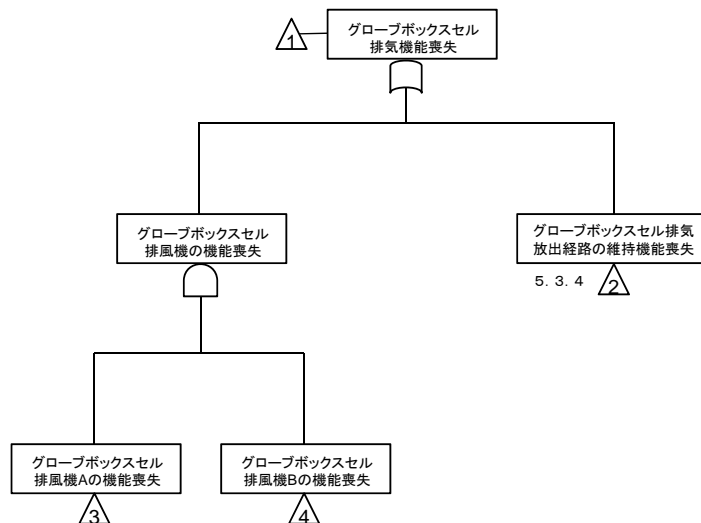 グローブボックスセル
排気機能喪失
1
グローブボックスセル
排風機の機能喪失
グローブボックスセル排気
放出経路の維持機能喪失
5．3．4
2
グローブボックスセル
排風機Aの機能喪失
グローブボックスセル
排風機Bの機能喪失
3
4